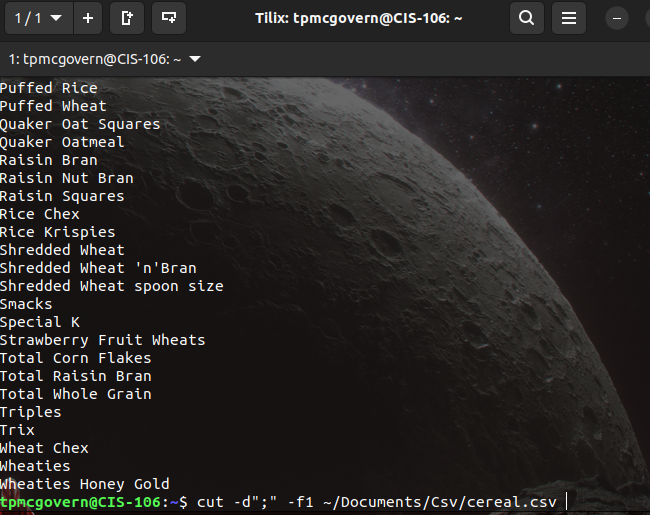 1 / 1
Tilix: tpmcgovern@CIS-106: ~
1: tpmcgovern@CIS-106: ~
Puffed Rice
Puffed Wheat
Quaker Oat Squares
Quaker Oatmeal
Raisin Bran
Raisin Nut Bran
Raisin Squares
Rice Chex
Rice Krispies
Shredded Wheat
Shredded Wheat 'n'Bran
Shredded Wheat spoon size
Smacks
Special K
Strawberry Fruit Wheats
Total Corn Flakes
Total Raisin Bran
Total Whole Grain
Triples
Trix
Wheat Chex
Wheaties
Wheaties Honey Gold
tpmcgovern@CIS-106:~$ cut -d";" -f1 ~/Documents/Csv/cereal.csv